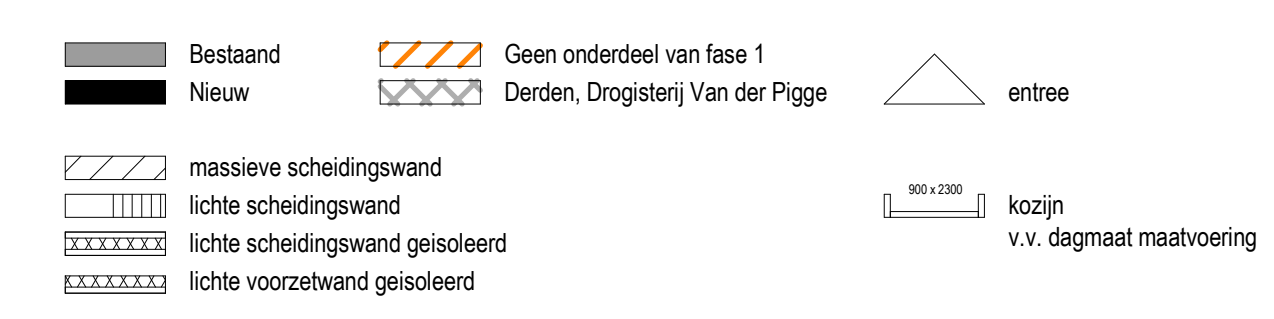 Bestaand
Nieuw
Geen onderdeel van fase 1
Derden, Drogisterij Van der Pigge
entree
massieve scheidingswand
lichte scheidingswand
lichte scheidingswand geisoleerd
lichte voorzetwand geisoleerd
900 x 2300
kozijn
v.v. dagmaat maatvoering